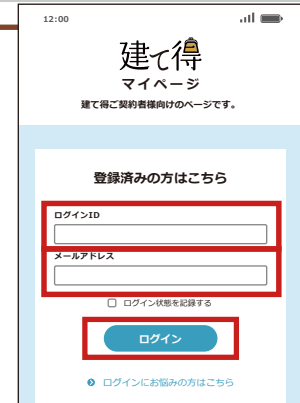 12:00
建て得
マイページ
建て得ご契約者様向けのページです。
登録済みの方はこちら
ログインID
メールアドレス
ログイン状態を記録する
ログイン
ログインにお悩みの方はこちら